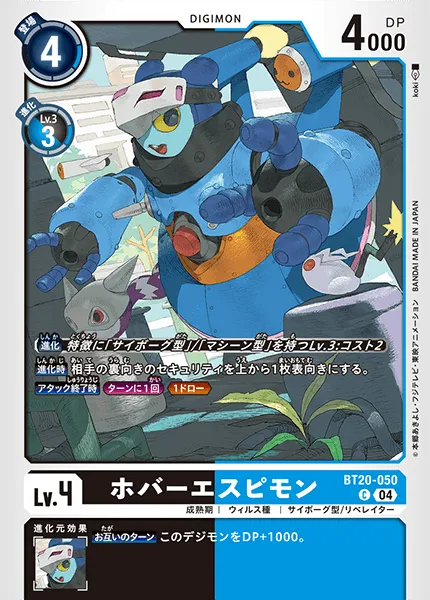 登場
4
DIGIMON
DP
4000
進化
Lv.3
3
koki
©本郷あきよし・フジテレビ・東映アニメーション BANDAI MADE IN JAPAN
進化 特徴に「サイボーグ型」/「マシーン型」を持つLv.3:コスト2
進化時 相手の裏向きのセキュリティを上から1枚表向きにする。
アタック終了時 ターンに1回 1ドロー
Lv.4
ホバーエスピモン
BT20-050
C 04
成熟期 | ウィルス種 | サイボーグ型/リベレイター
進化元効果
お互いのターン このデジモンをDP+1000。